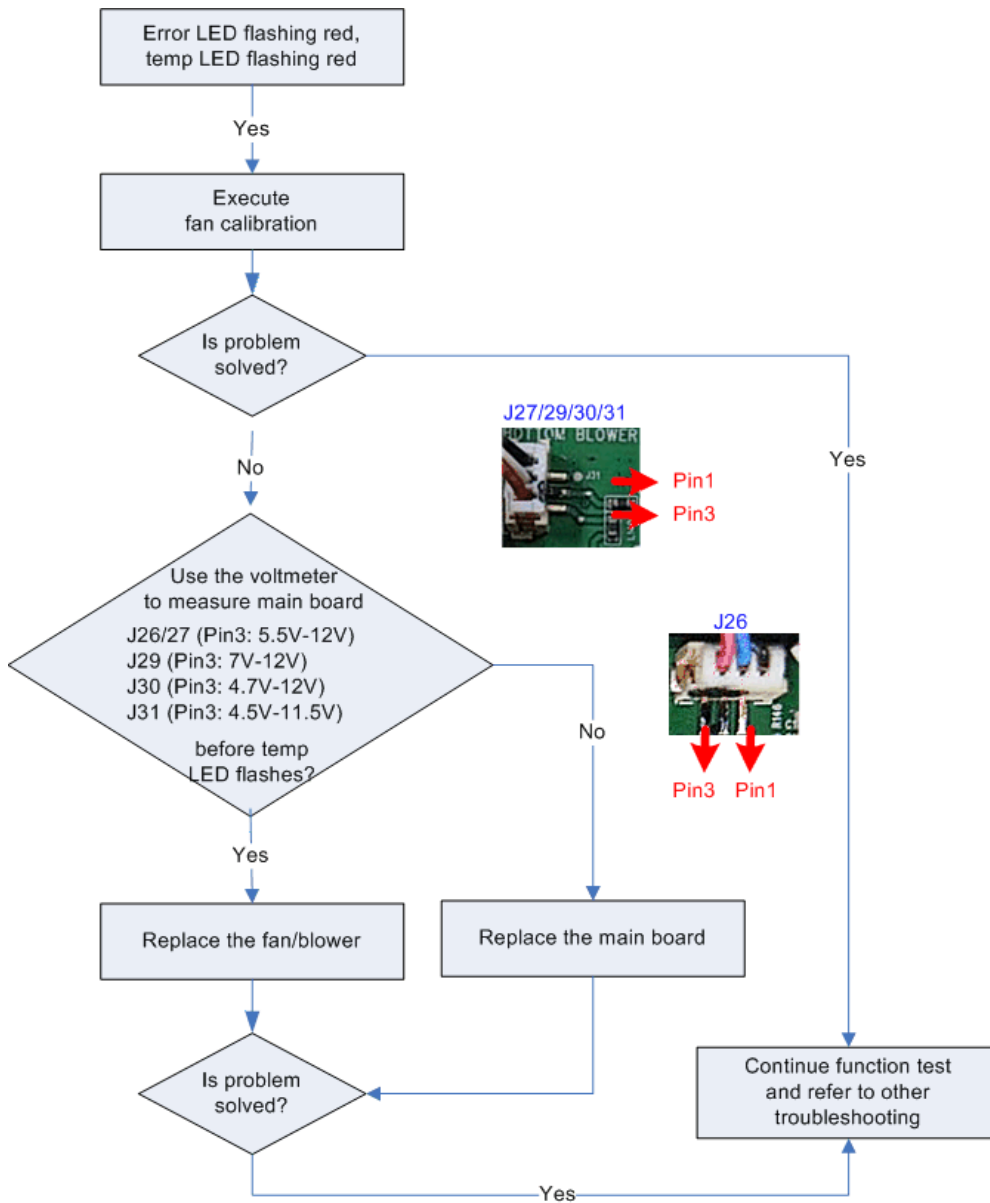 Error LED flashing red,
temp LED flashing red
Yes
Execute
fan calibration
Is problem
solved?
No
Yes
J27/29/30/31
BOTTOM BLOWER
J31
Pin1
Pin3
Use the voltmeter
to measure main board
J26/27 (Pin3: 5.5V-12V)
J29 (Pin3: 7V-12V)
J30 (Pin3: 4.7V-12V)
J31 (Pin3: 4.5V-11.5V)
before temp
LED flashes?
J26
R146
Pin3 Pin1
No
Yes
Replace the fan/blower
Replace the main board
Is problem
solved?
Continue function test
and refer to other
troubleshooting
Yes